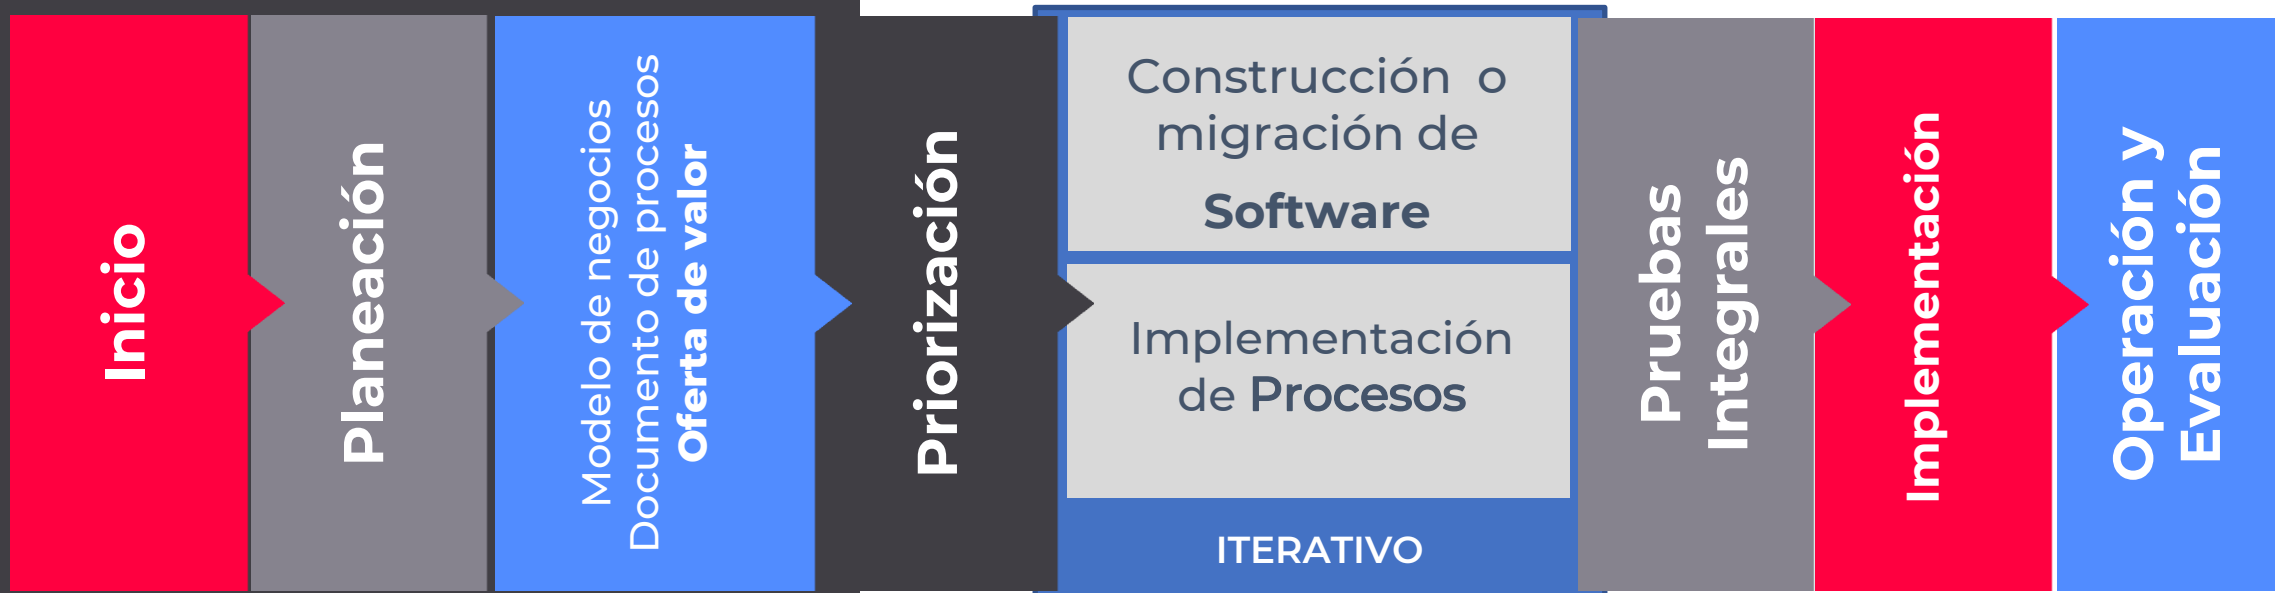 Inicio
Planeación
Modelo de negocios
Documento de procesos
Oferta de valor
Priorización
Construcción o
migración de
Software
Implementación
de Procesos
ITERATIVO
Pruebas
Integrales
Implementación
Operación y
Evaluación